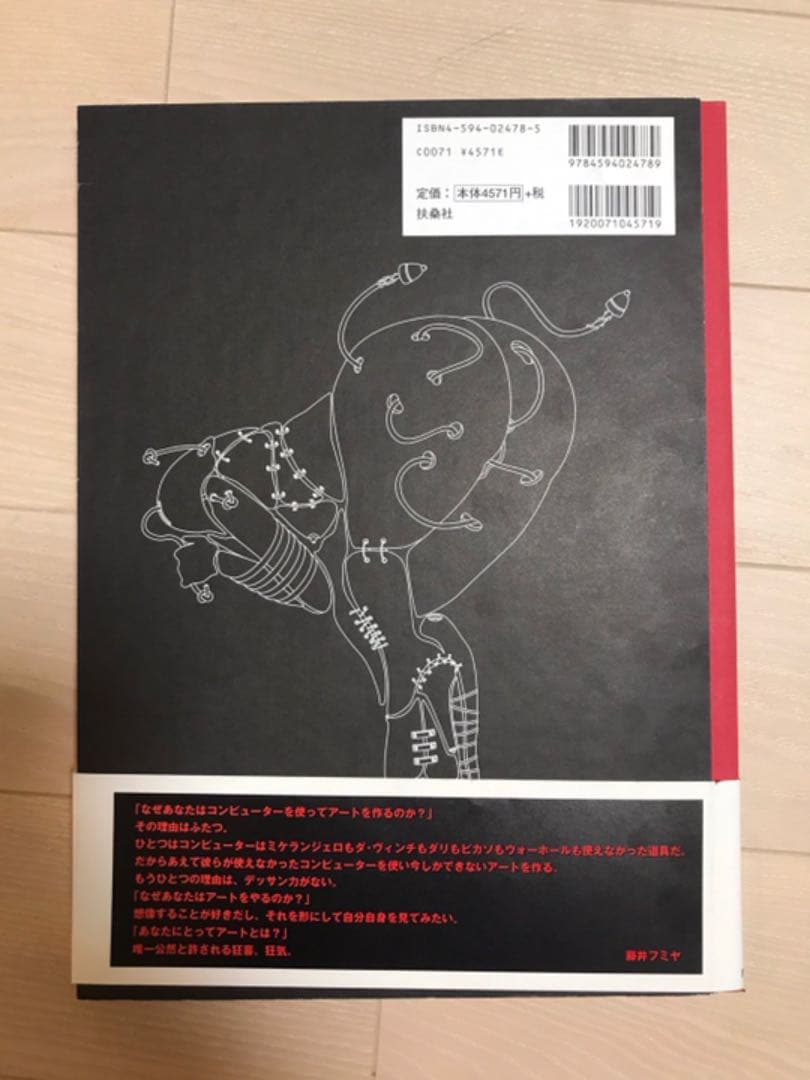 ISBN4-594-02478-5
C0071 ¥4571E
9784594024789
定価：本体4571円+税
扶桑社
1920071045719
「なぜあなたはコンピューターを使ってアートを作るのか？」
その理由はふたつ。
ひとつはコンピューターはミケランジェロもダ・ヴィンチもダリもピカソもウォーホールも使えなかった道具だ。
だからあえて彼らが使えなかったコンピューターを使い今しかできないアートを作る。
もうひとつの理由は、デッサン力がない。
「なぜあなたはアートをやるのか？」
想像することが好きだし、それを形にして自分自身を見てみたい。
「あなたにとってアートとは？」
唯一公然と許される狂喜、狂気。
藤井フミヤ